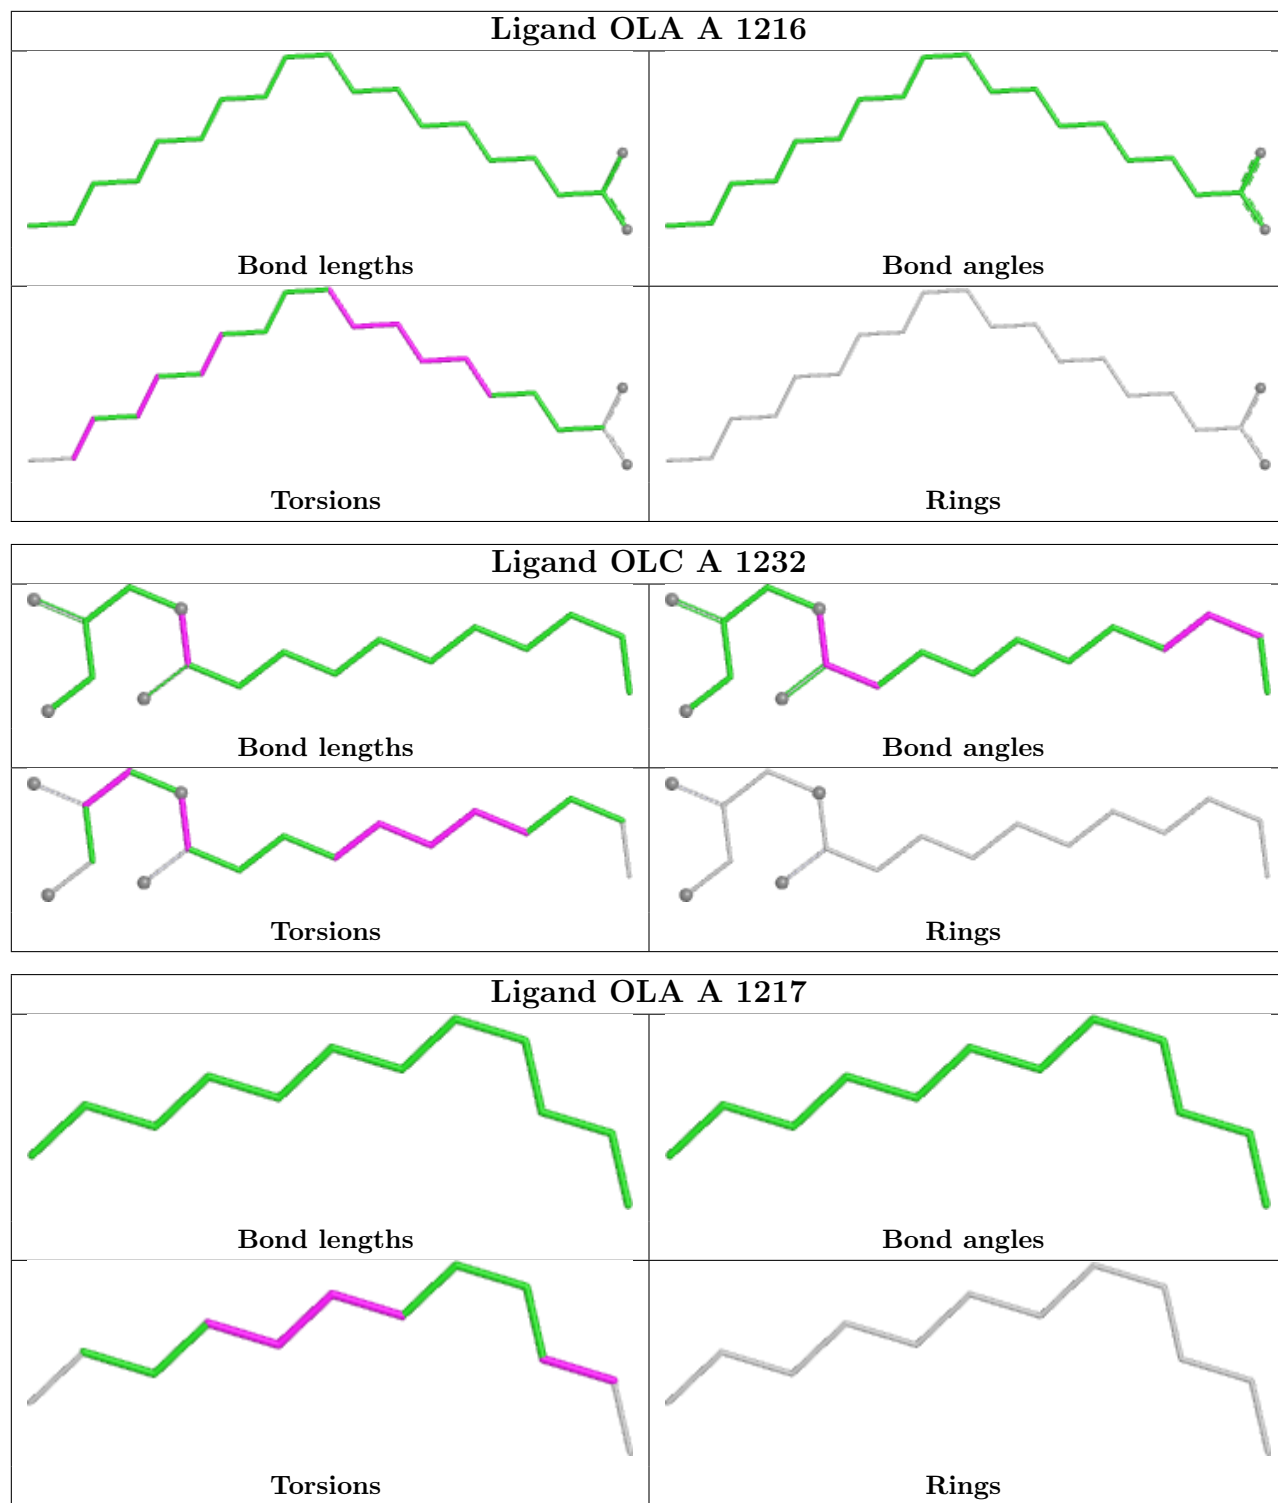 Ligand OLA A 1216
Bond lengths
Bond angles
Torsions
Rings
Ligand OLC A 1232
Bond lengths
Bond angles
Torsions
Rings
Ligand OLA A 1217
Bond lengths
Bond angles
Torsions
Rings